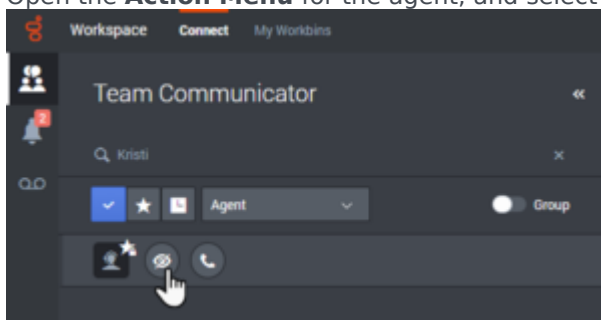 Open the Action Menu for the agent, and select
Workspace Connect My Workbins
Team Communicator
2
Kristi
Agent
Group